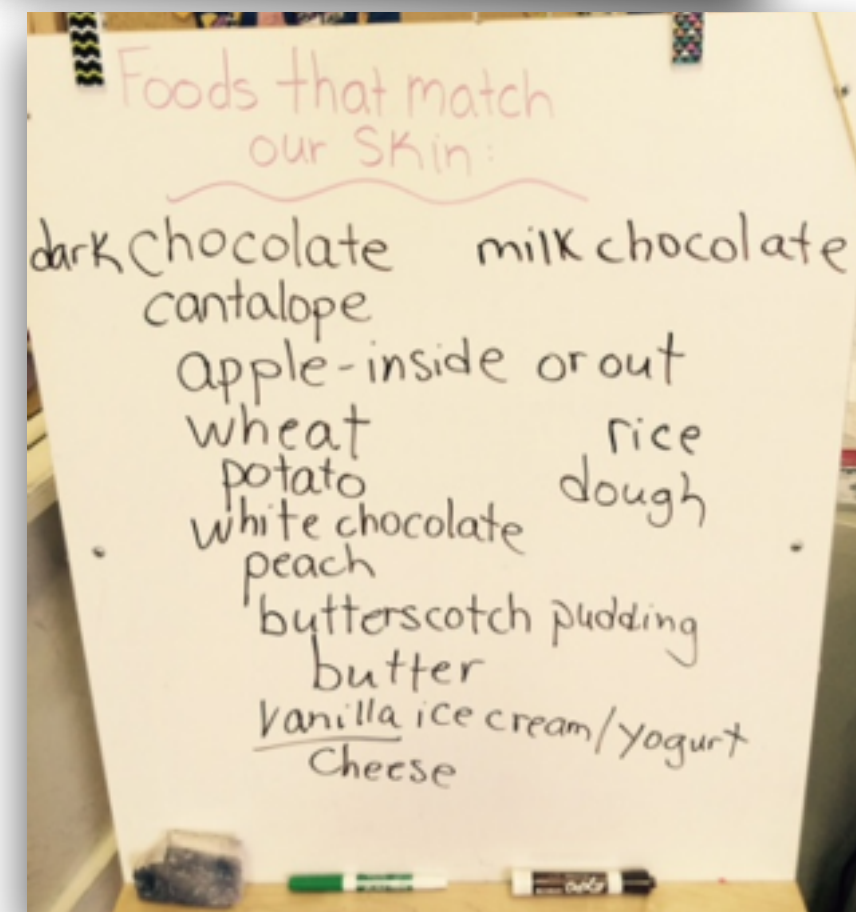 Foods that match
our Skin:
dark chocolate milk chocolate
cantalope
apple-inside or out
wheat rice
potato dough
white chocolate
peach
butterscotch pudding
butter
vanilla ice cream/yogurt
Cheese
EXPO